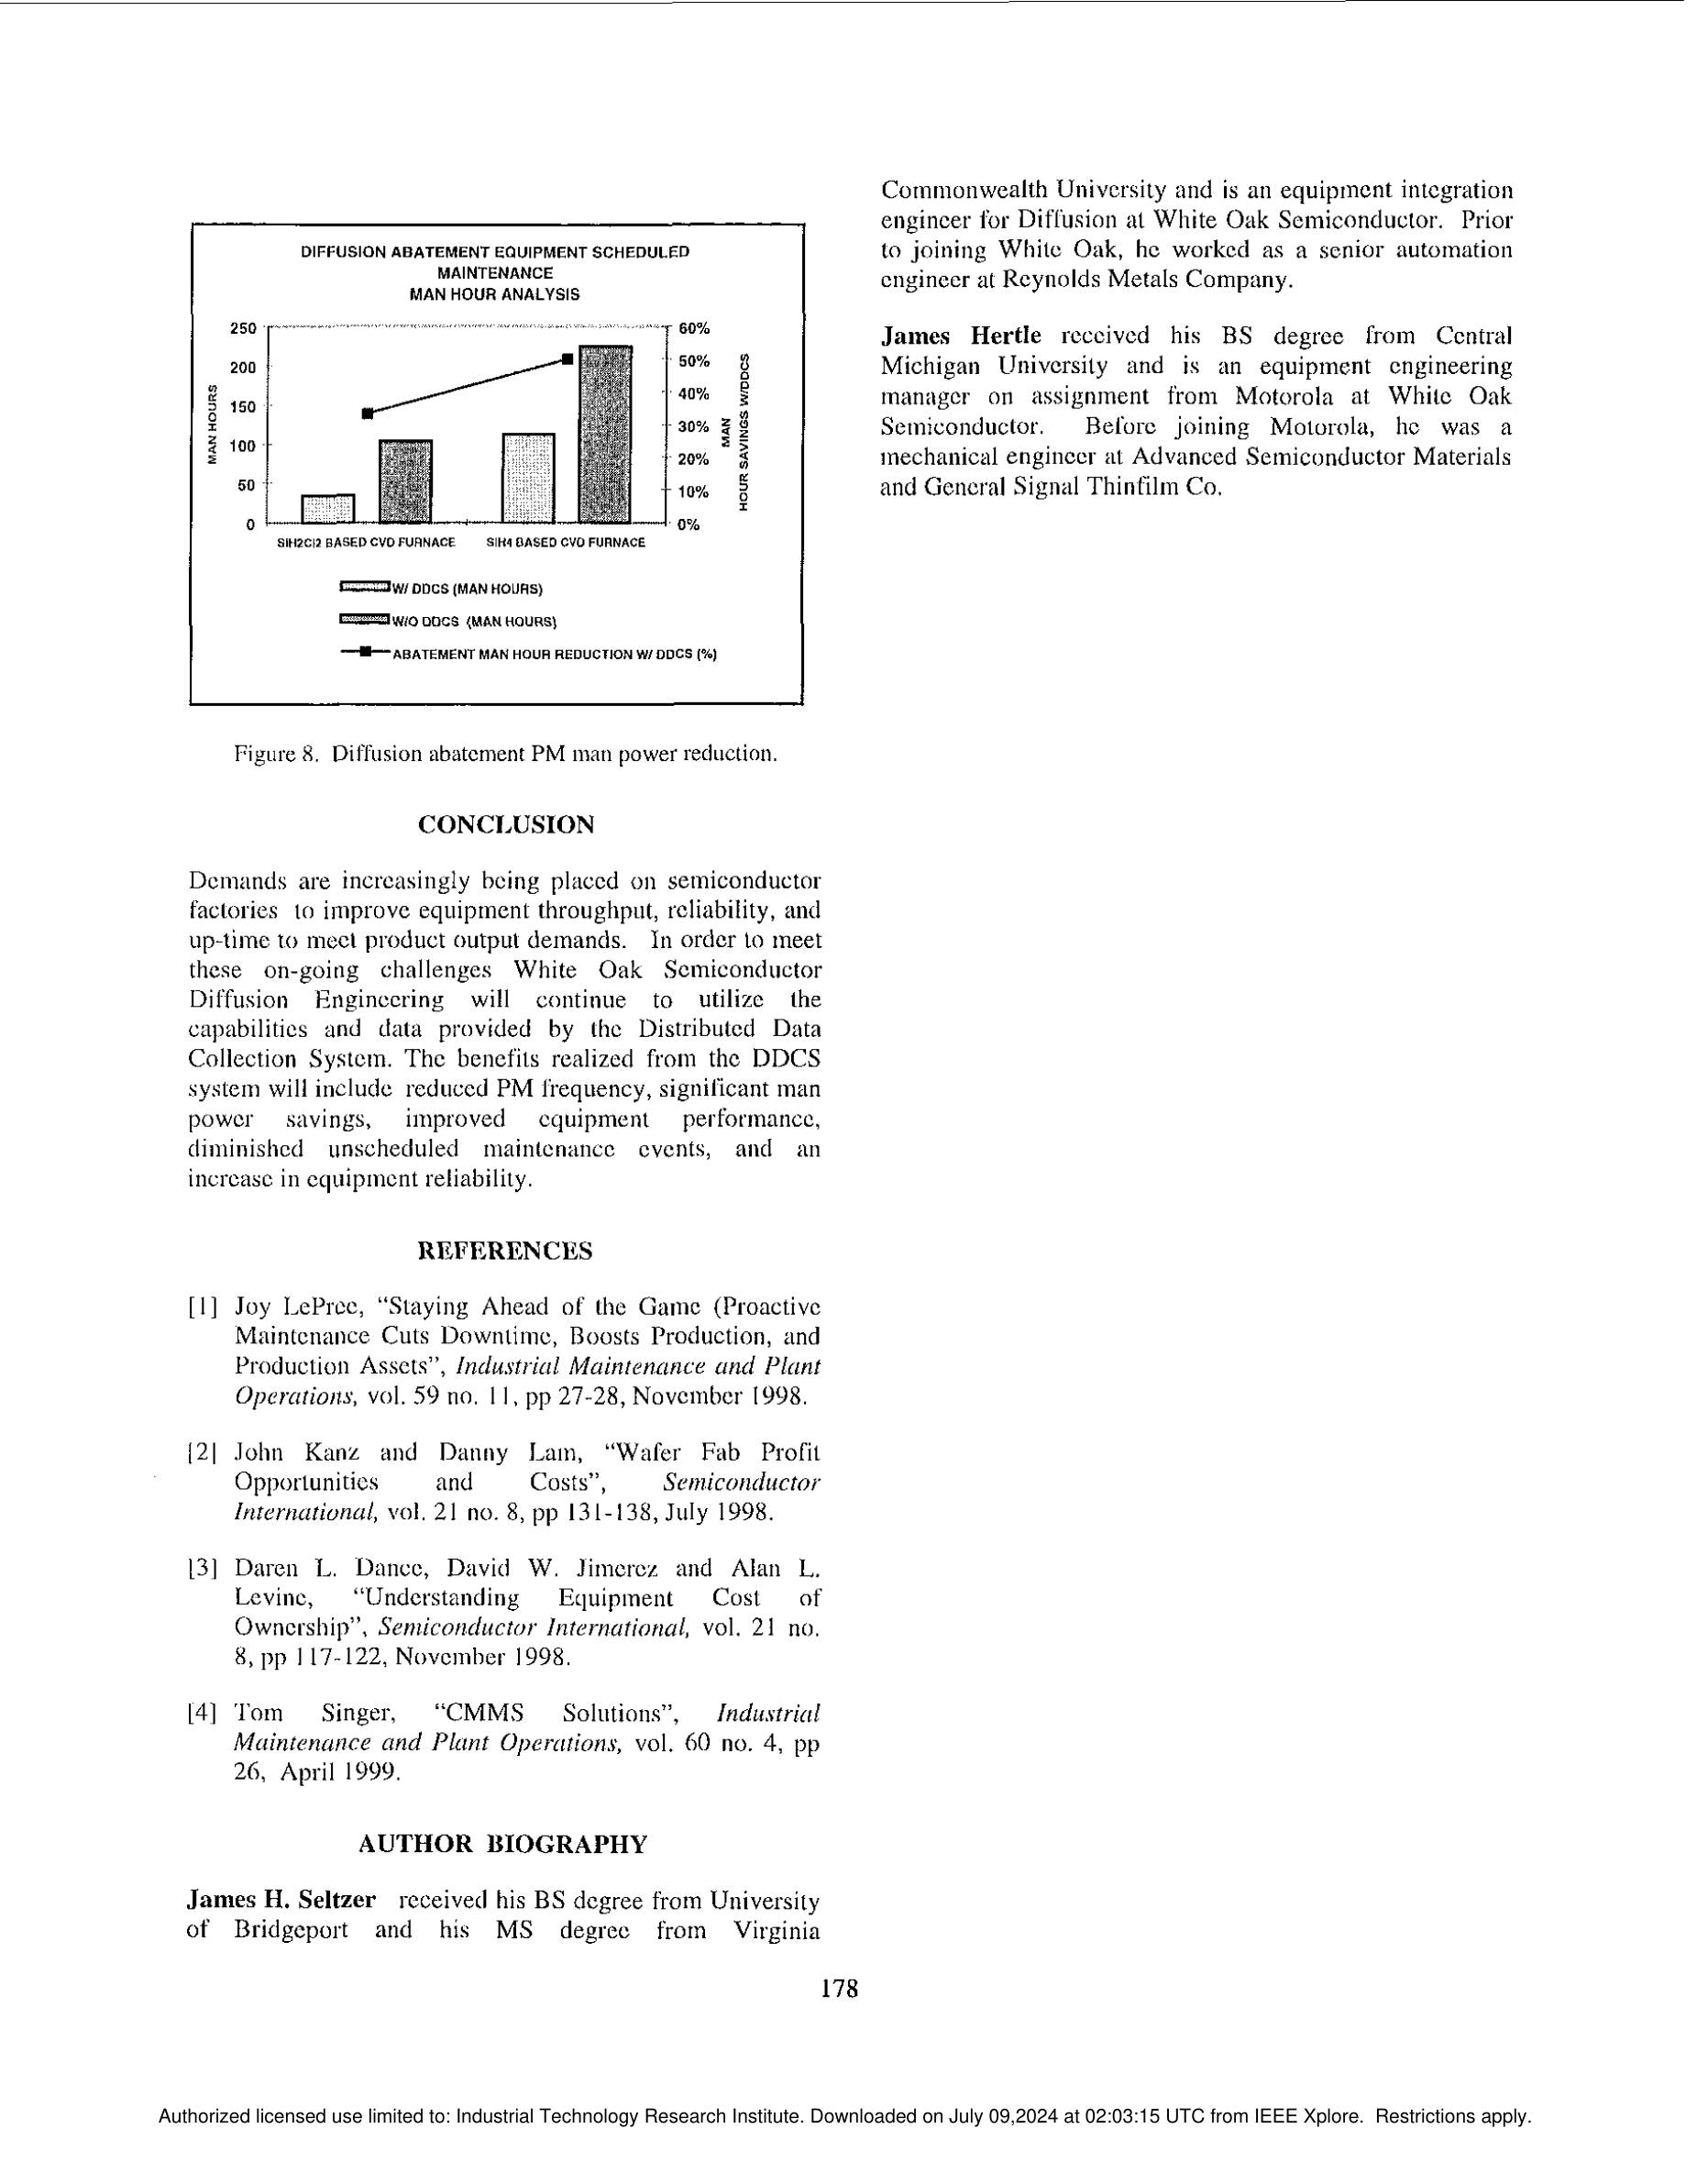 DIFFUSION ABATEMENT EQUIPMENT SCHEDULED
MAINTENANCE
MAN HOUR ANALYSIS
250
200
150
100
50
0
MAN HOURS
60%
50%
40%
30%
20%
10%
0%
MAN
HOUR SAVINGS W/DDCS
SIH2Cl2 BASED CVD FURNACE
SIH4 BASED CVD FURNACE
W/ DDCS (MAN HOURS)
W/O DDCS (MAN HOURS)
ABATEMENT MAN HOUR REDUCTION W/ DDCS (%)
Figure 8. Diffusion abatement PM man power reduction.
CONCLUSION
Demands are increasingly being placed on semiconductor
factories to improve equipment throughput, reliability, and
up-time to meet product output demands. In order to meet
these on-going challenges White Oak Semiconductor
Diffusion Engineering will continue to utilize the
capabilities and data provided by the Distributed Data
Collection System. The benefits realized from the DDCS
system will include reduced PM frequency, significant man
power savings, improved equipment performance,
diminished unscheduled maintenance events, and an
increase in equipment reliability.
REFERENCES
[1] Joy LePree, “Staying Ahead of the Game (Proactive
Maintenance Cuts Downtime, Boosts Production, and
Production Assets”, Industrial Maintenance and Plant
Operations, vol. 59 no. 11, pp 27-28, November 1998.
[2] John Kanz and Danny Lam, “Wafer Fab Profit
Opportunities and Costs”, Semiconductor
International, vol. 21 no. 8, pp 131-138, July 1998.
[3] Daren L. Dance, David W. Jimerez and Alan L.
Levine, “Understanding Equipment Cost of
Ownership”, Semiconductor International, vol. 21 no.
8, pp 117-122, November 1998.
[4] Tom Singer, “CMMS Solutions”, Industrial
Maintenance and Plant Operations, vol. 60 no. 4, pp
26, April 1999.
AUTHOR BIOGRAPHY
James H. Seltzer received his BS degree from University
of Bridgeport and his MS degree from Virginia
Commonwealth University and is an equipment integration
engineer for Diffusion at White Oak Semiconductor. Prior
to joining White Oak, he worked as a senior automation
engineer at Reynolds Metals Company.
James Hertle received his BS degree from Central
Michigan University and is an equipment engineering
manager on assignment from Motorola at White Oak
Semiconductor. Before joining Motorola, he was a
mechanical engineer at Advanced Semiconductor Materials
and General Signal Thinfilm Co.
178
Authorized licensed use limited to: Industrial Technology Research Institute. Downloaded on July 09,2024 at 02:03:15 UTC from IEEE Xplore. Restrictions apply.